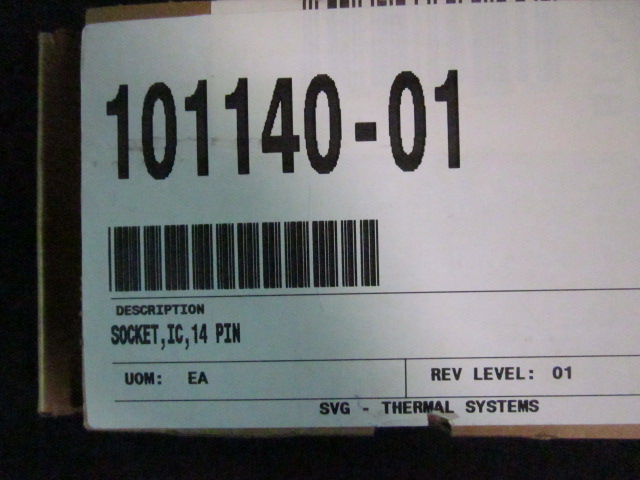 101140-01
DESCRIPTION
SOCKET,IC,14 PIN
UOM: EA
REV LEVEL: 01
SVG - THERMAL SYSTEMS